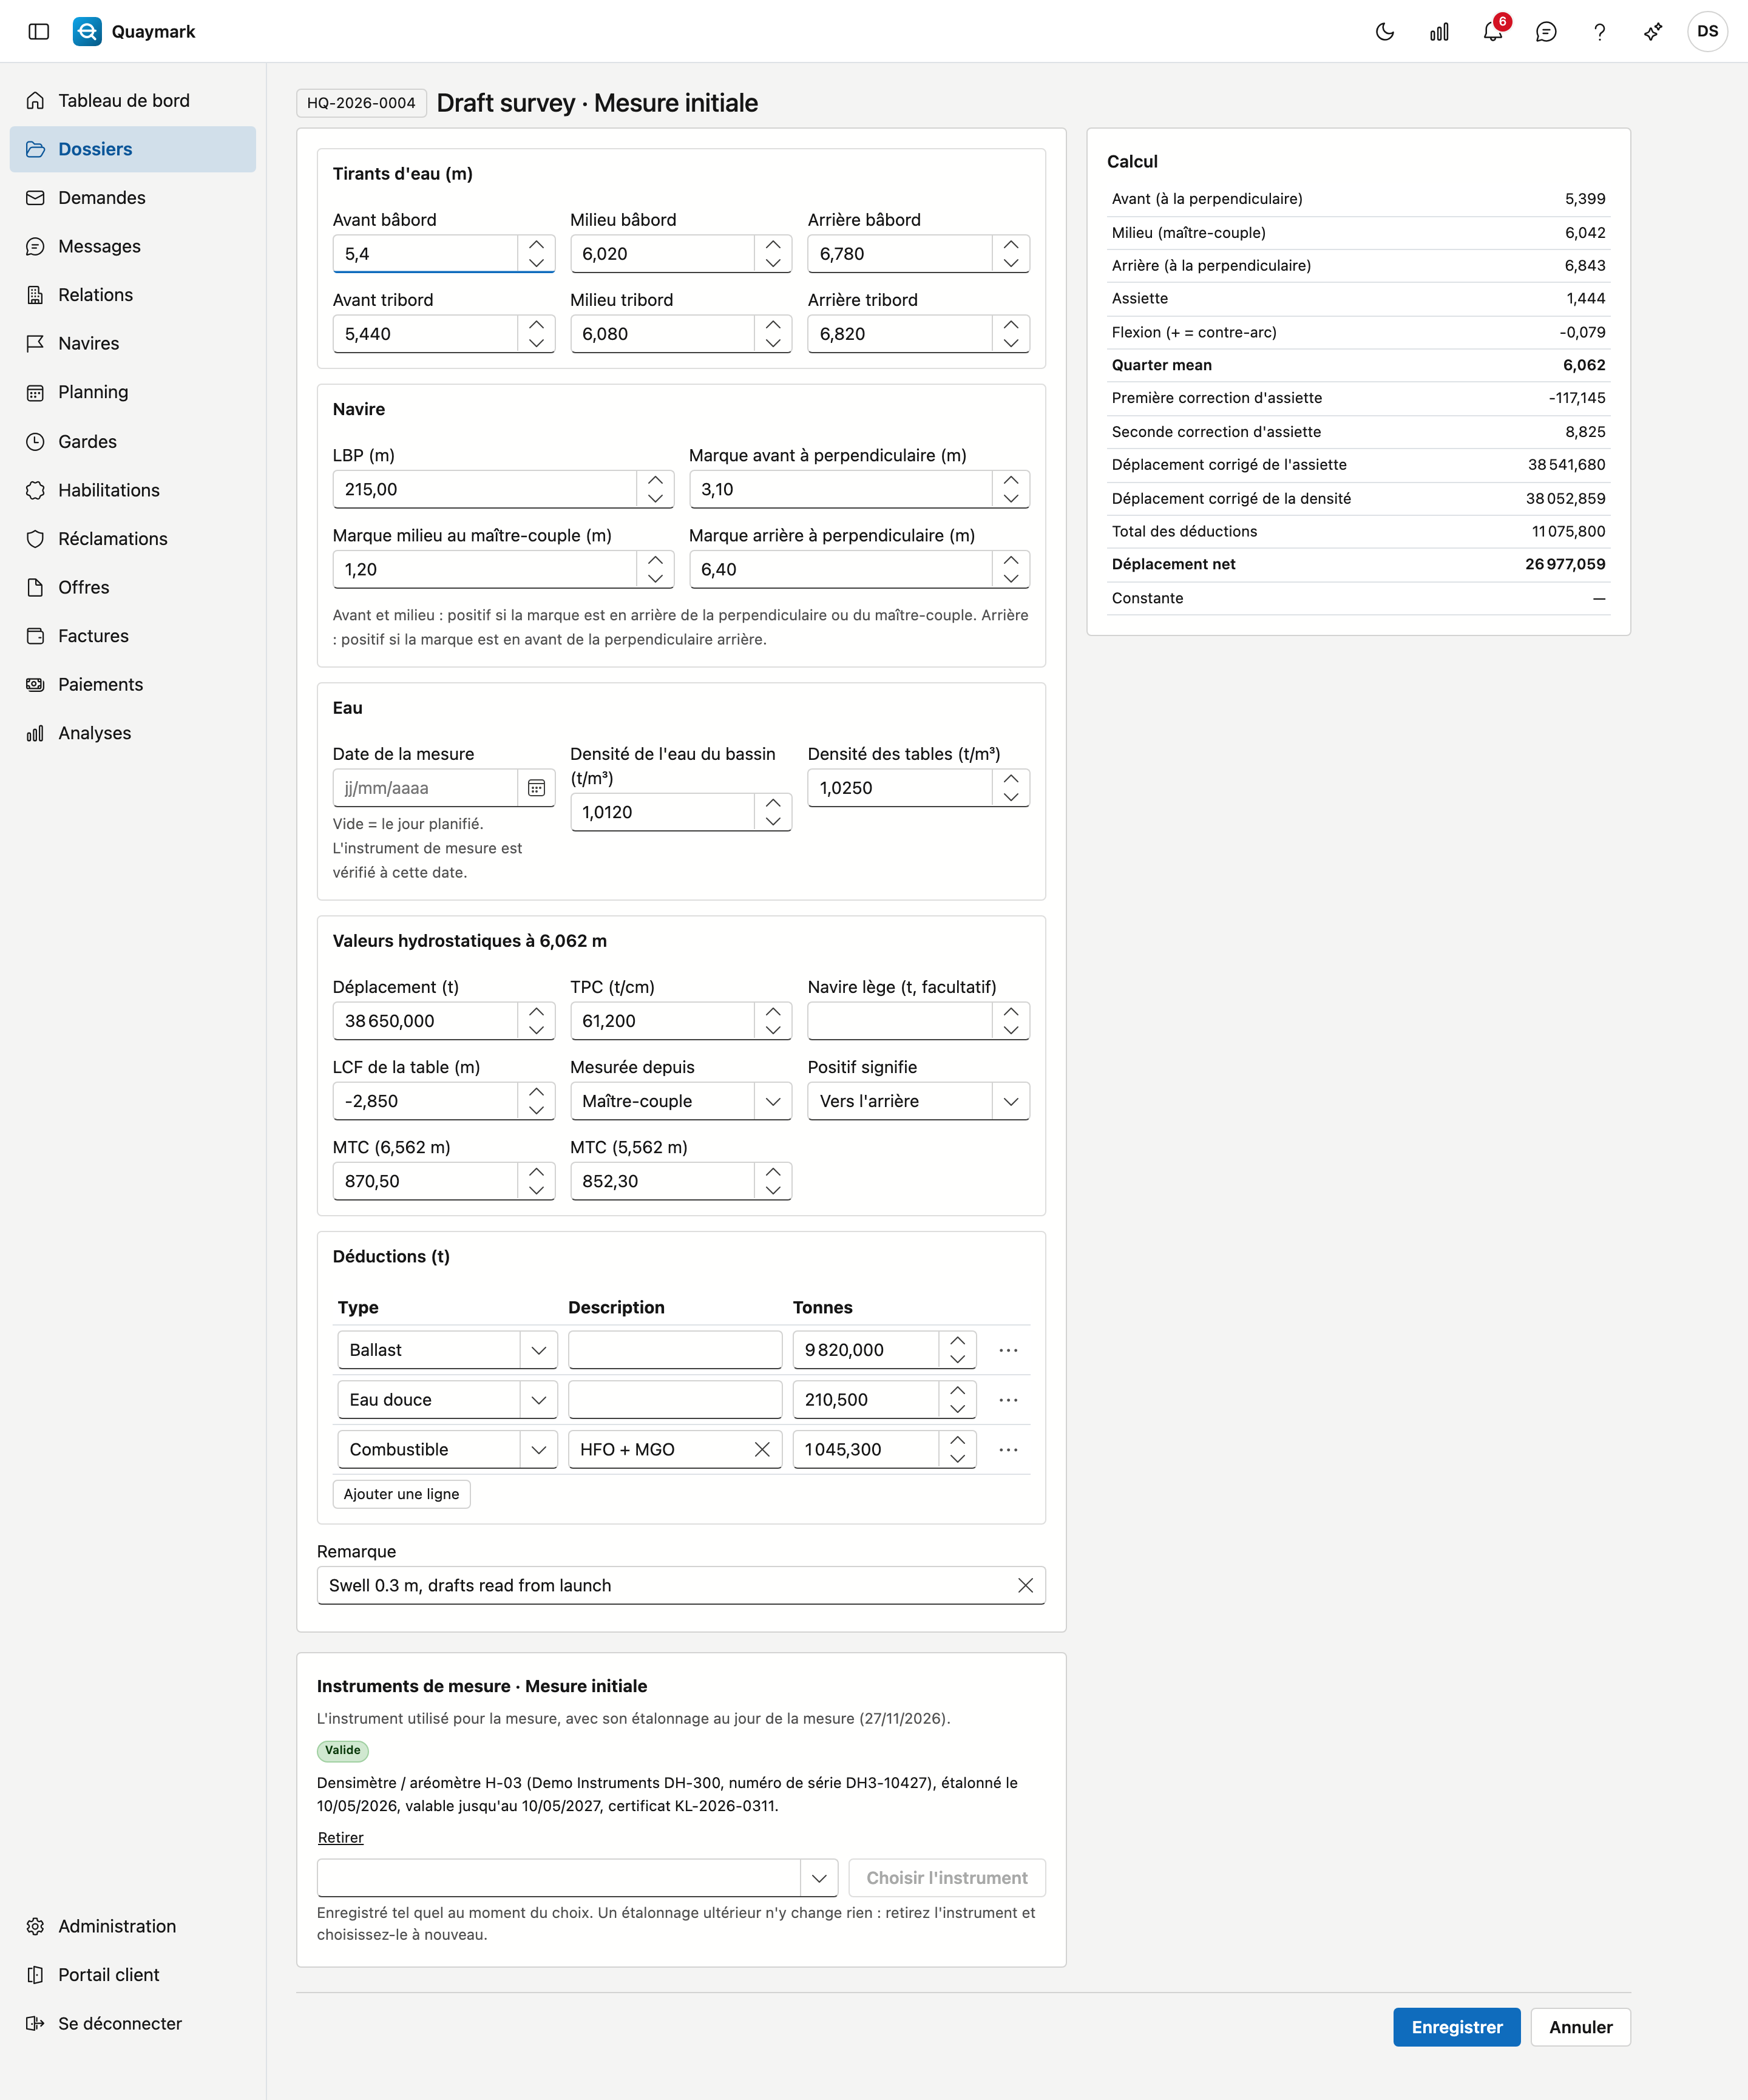 Quaymark
6
DS
Tableau de bord
Dossiers
Demandes
Messages
Relations
Navires
Planning
Gardes
Habilitations
Réclamations
Offres
Factures
Paiements
Analyses
Administration
Portail client
Se déconnecter
HQ-2026-0004 Draft survey · Mesure initiale
Tirants d'eau (m)
Avant bâbord Milieu bâbord Arrière bâbord
5,4 6,020 6,780
Avant tribord Milieu tribord Arrière tribord
5,440 6,080 6,820
Navire
LBP (m) Marque avant à perpendiculaire (m)
215,00 3,10
Marque milieu au maître-couple (m) Marque arrière à perpendiculaire (m)
1,20 6,40
Avant et milieu : positif si la marque est en arrière de la perpendiculaire ou du maître-couple. Arrière
: positif si la marque est en avant de la perpendiculaire arrière.
Eau
Date de la mesure
jj/mm/aaaa
Vide = le jour planifié.
L'instrument de mesure est
vérifié à cette date.
Densité de l'eau du bassin
(t/m³)
1,0120
Densité des tables (t/m³)
1,0250
Valeurs hydrostatiques à 6,062 m
Déplacement (t) TPC (t/cm) Navire lège (t, facultatif)
38 650,000 61,200
LCF de la table (m) Mesurée depuis Positif signifie
-2,850 Maître-couple Vers l'arrière
MTC (6,562 m) MTC (5,562 m)
870,50 852,30
Déductions (t)
Type Description Tonnes
Ballast 9 820,000 ...
Eau douce 210,500 ...
Combustible HFO + MGO 1 045,300 ...
Ajouter une ligne
Remarque
Swell 0.3 m, drafts read from launch
Instruments de mesure · Mesure initiale
L'instrument utilisé pour la mesure, avec son étalonnage au jour de la mesure (27/11/2026).
Valide
Densimètre / aréomètre H-03 (Demo Instruments DH-300, numéro de série DH3-10427), étalonné le
10/05/2026, valable jusqu'au 10/05/2027, certificat KL-2026-0311.
Retirer
Choisir l'instrument
Enregistré tel quel au moment du choix. Un étalonnage ultérieur n'y change rien : retirez l'instrument et
choisissez-le à nouveau.
Calcul
Avant (à la perpendiculaire) 5,399
Milieu (maître-couple) 6,042
Arrière (à la perpendiculaire) 6,843
Assiette 1,444
Flexion (+ = contre-arc) -0,079
Quarter mean 6,062
Première correction d'assiette -117,145
Seconde correction d'assiette 8,825
Déplacement corrigé de l'assiette 38 541,680
Déplacement corrigé de la densité 38 052,859
Total des déductions 11 075,800
Déplacement net 26 977,059
Constante —
Enregistrer Annuler